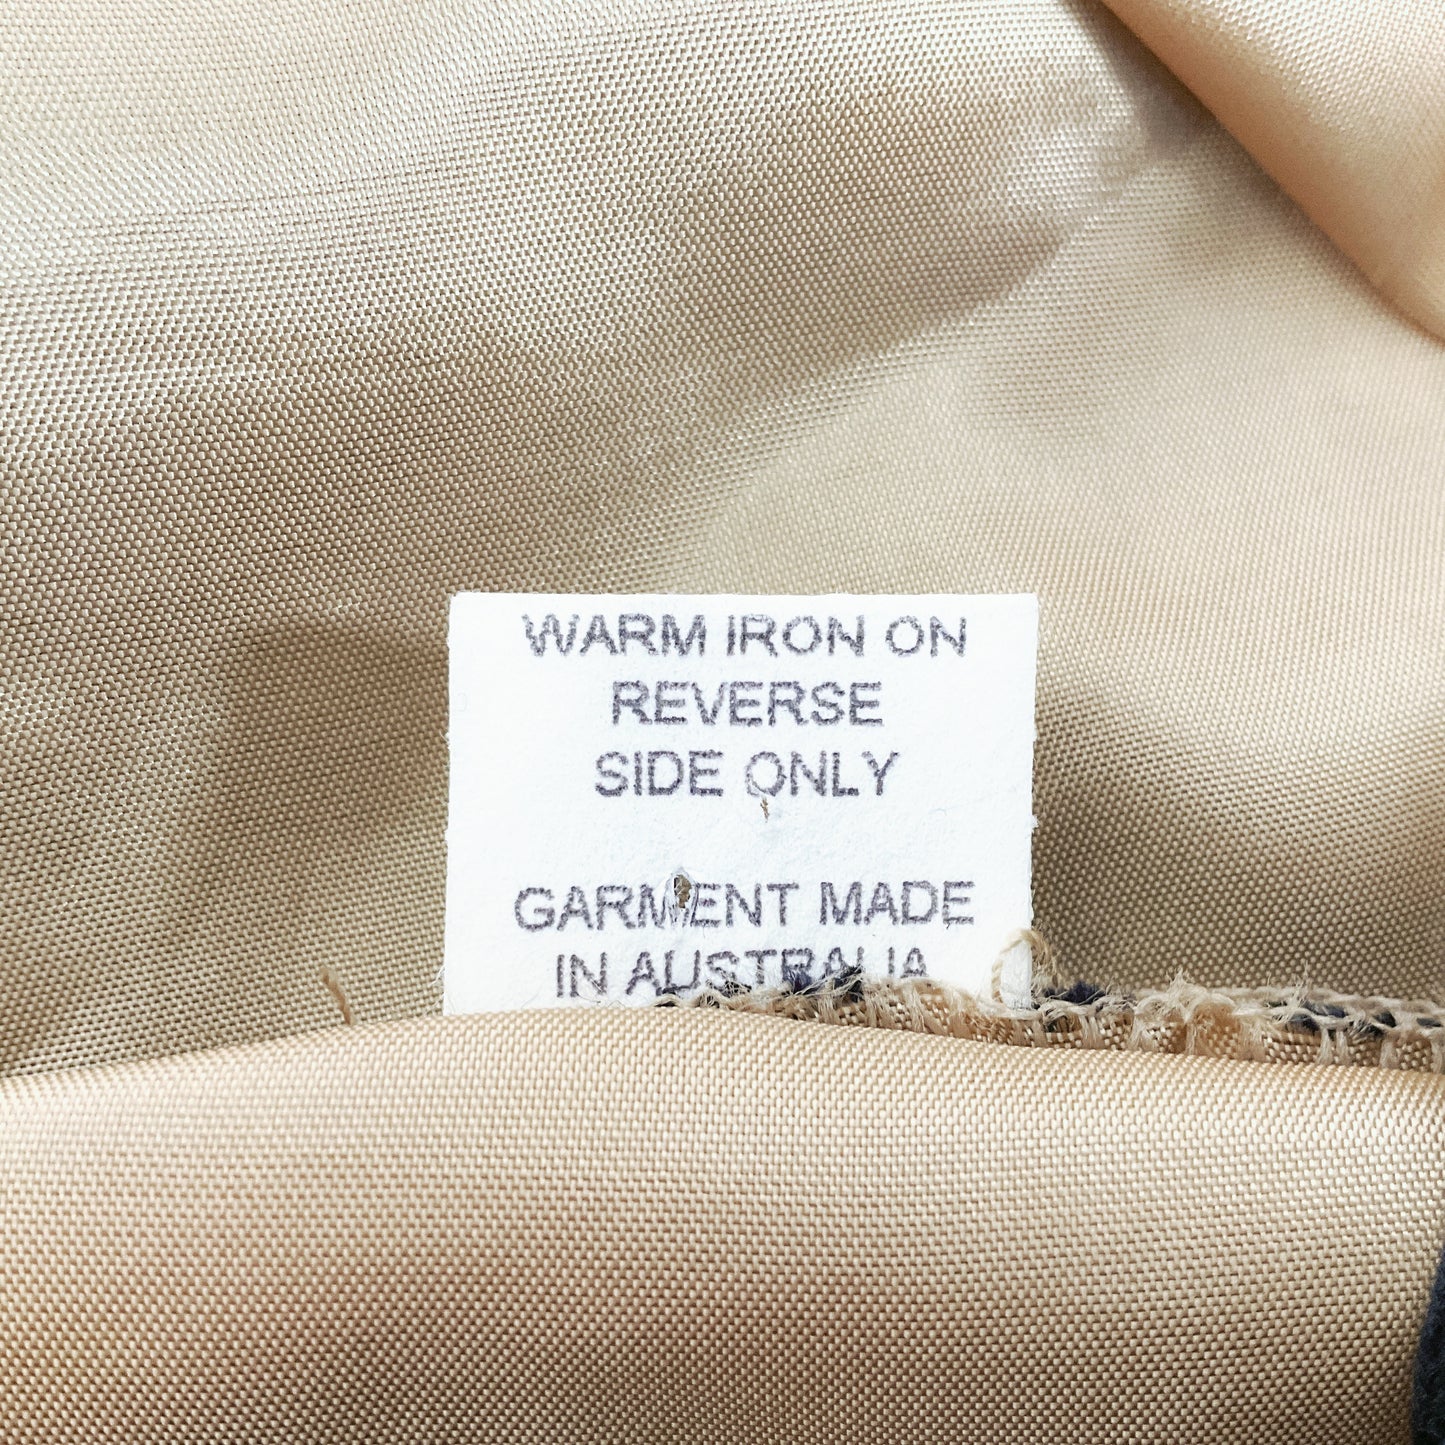 WARM IRON ON
REVERSE
SIDE ONLY
GARMENT MADE
IN AUSTRALIA